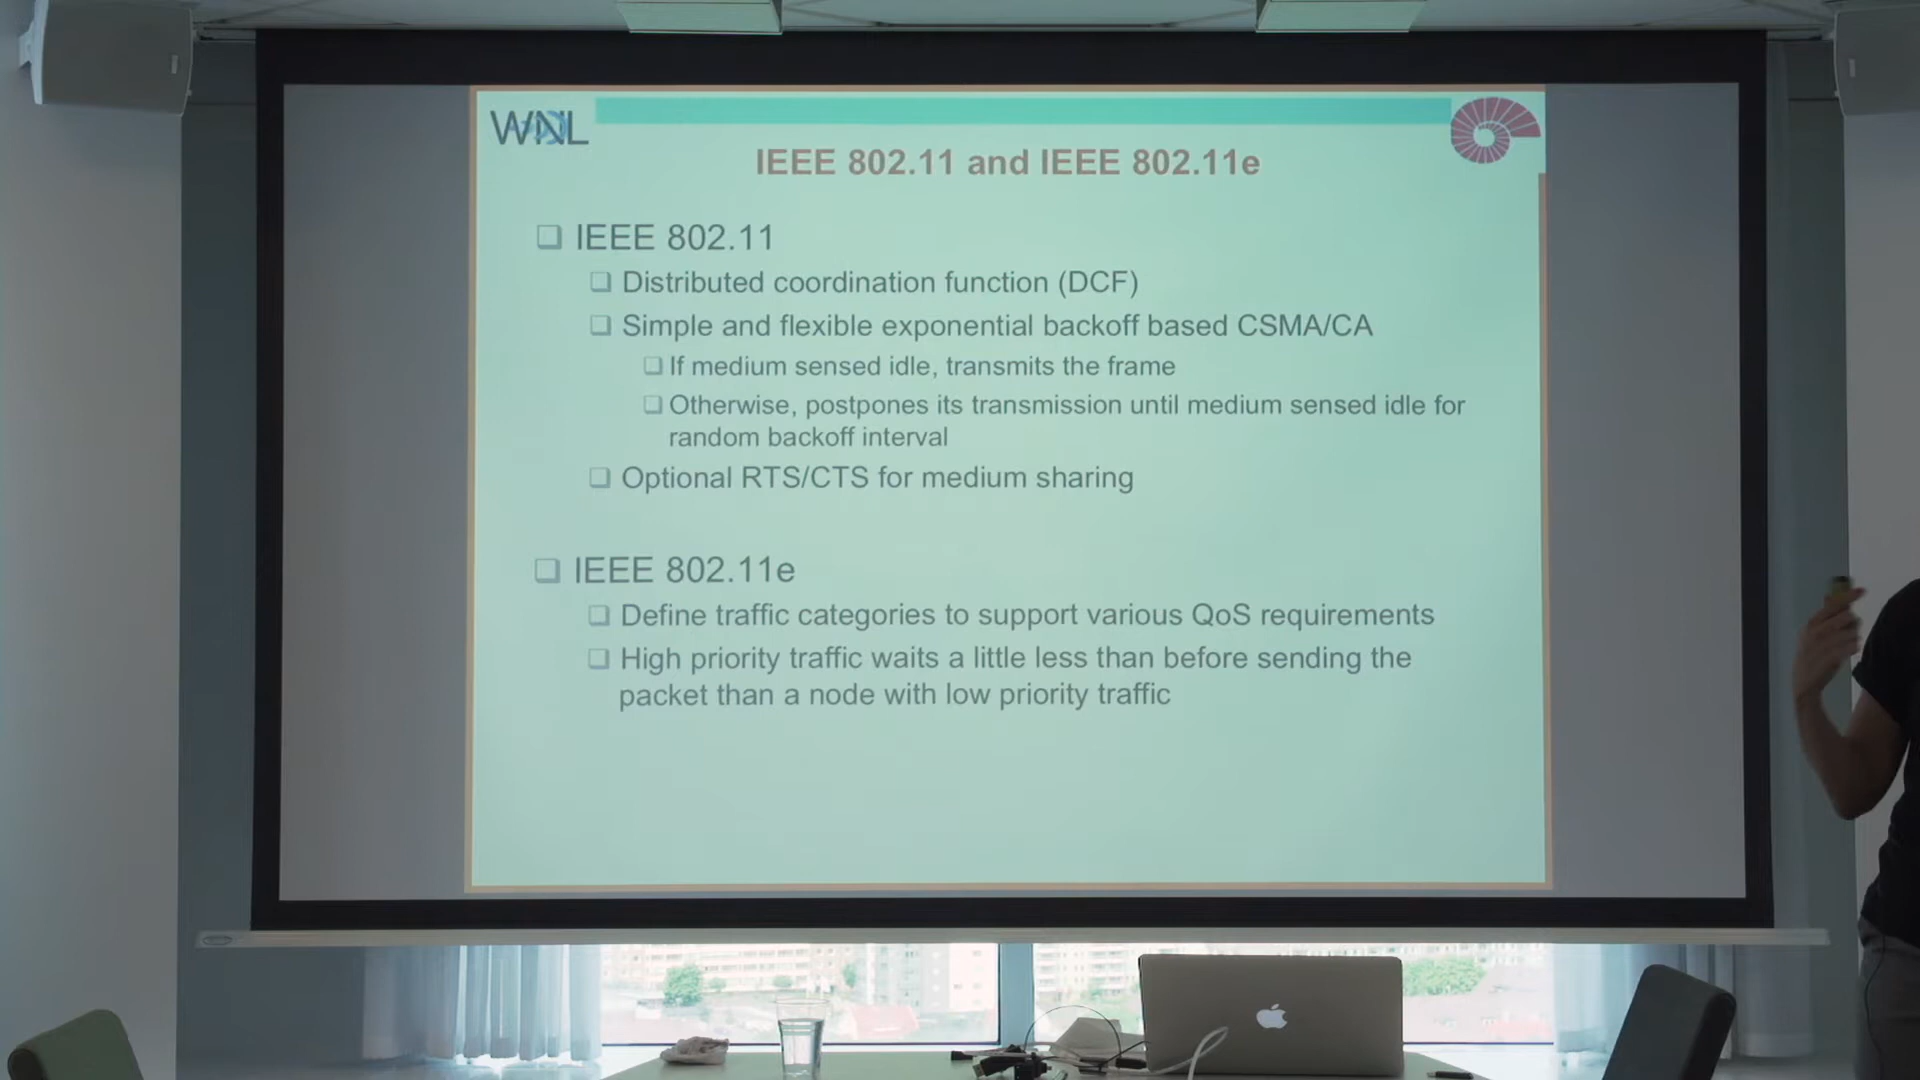 WNL
IEEE 802.11 and IEEE 802.11e
IEEE 802.11
Distributed coordination function (DCF)
Simple and flexible exponential backoff based CSMA/CA
If medium sensed idle, transmits the frame
Otherwise, postpones its transmission until medium sensed idle for
random backoff interval
Optional RTS/CTS for medium sharing
IEEE 802.11e
Define traffic categories to support various QoS requirements
High priority traffic waits a little less than before sending the
packet than a node with low priority traffic